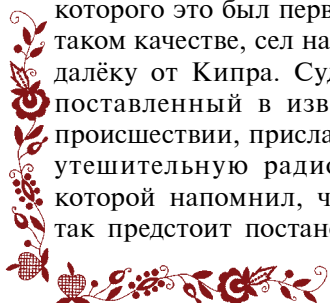 которого это был перв
таком качестве, сел на
далёку от Кипра. Суд
поставленный в изв
происшествии, присла
утешительную радио
которой напомнил, ч
так предстоит постано